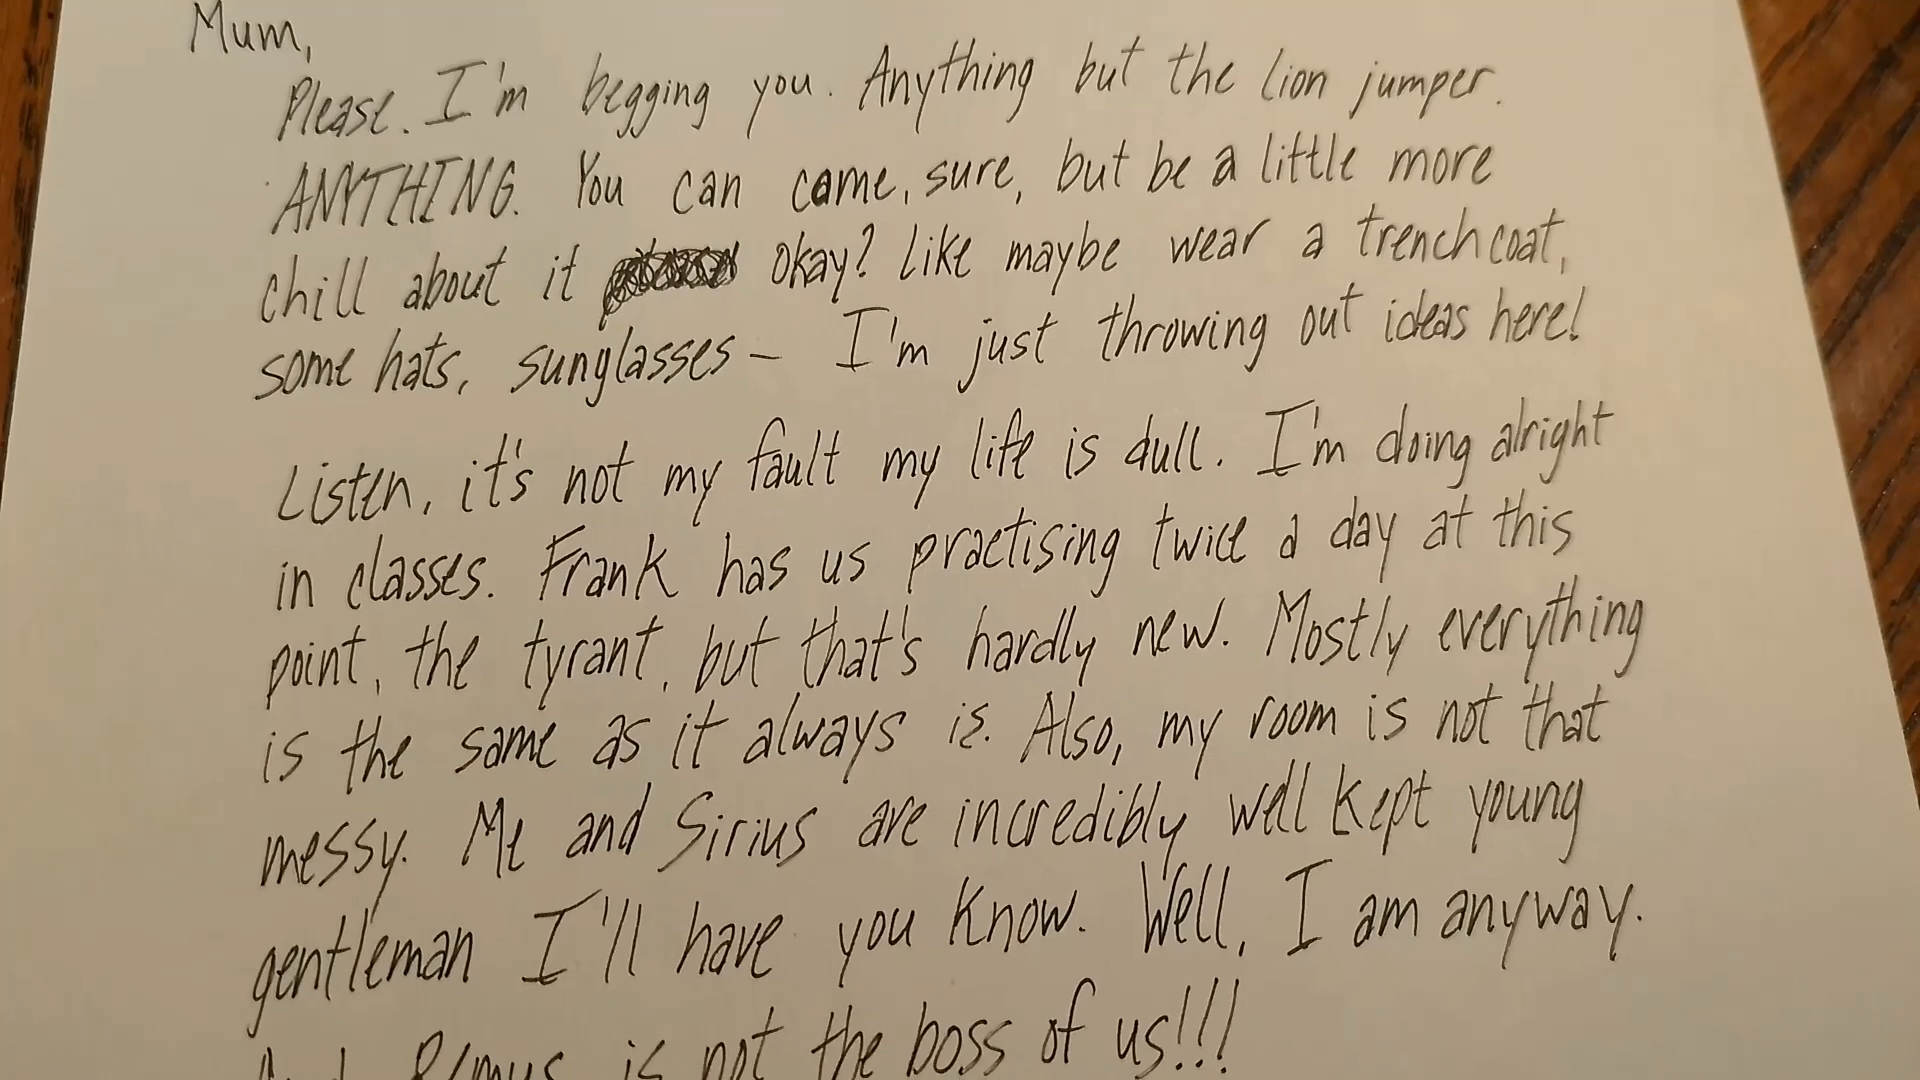 Mum,
Please. I'm begging you. Anything but the lion jumper.
ANYTHING. You can come, sure, but be a little more
chill about it okay? Like maybe wear a trenchcoat,
some hats, sunglasses – I'm just throwing out ideas here!
Listen, it's not my fault my life is dull. I'm doing alright
in classes. Frank has us practising twice a day at this
point, the tyrant, but that's hardly new. Mostly everything
is the same as it always is. Also, my room is not that
messy. Me and Sirius are incredibly well kept young
gentleman I'll have you know. Well, I am anyway.
And Remus is not the boss of us!!!